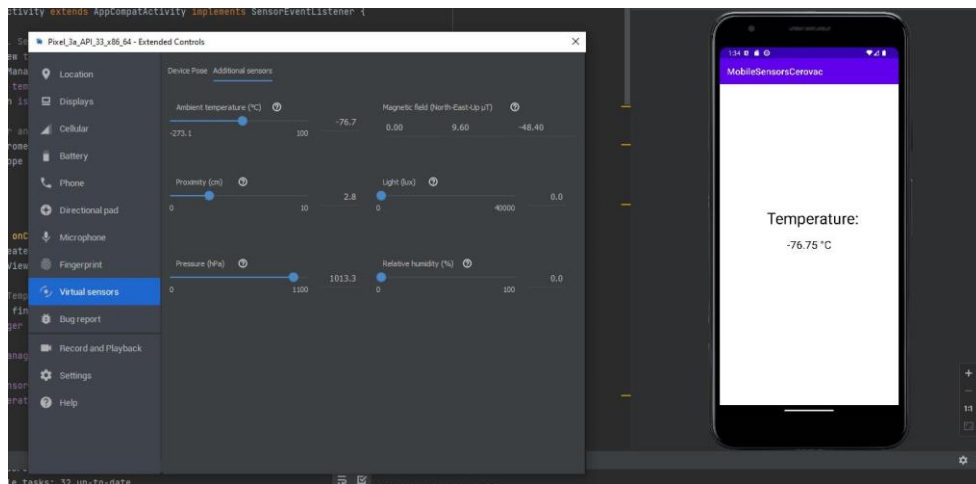 ctivity extends AppCompatActivity implements SensorEventListener {
Pixel_3a_API_33_x86_64 - Extended Controls
Location
Displays
Cellular
Battery
Phone
Directional pad
Microphone
Fingerprint
Virtual sensors
Bug report
Record and Playback
Settings
Help
Device Pose Additional sensors
Ambient temperature (°C)
-76.7
-273.1 100
Magnetic field (North-East-Up µT)
0.00 9.60 -48.40
Proximity (cm)
2.8
0 10
Light (lux)
0.0
0 40000
Pressure (hPa)
1013.3
0 1100
Relative humidity (%)
0.0
0 100
1:34
MobileSensorsCerovac
Temperature:
-76.75 °C
1:1
le tasks: 32 up-to-date